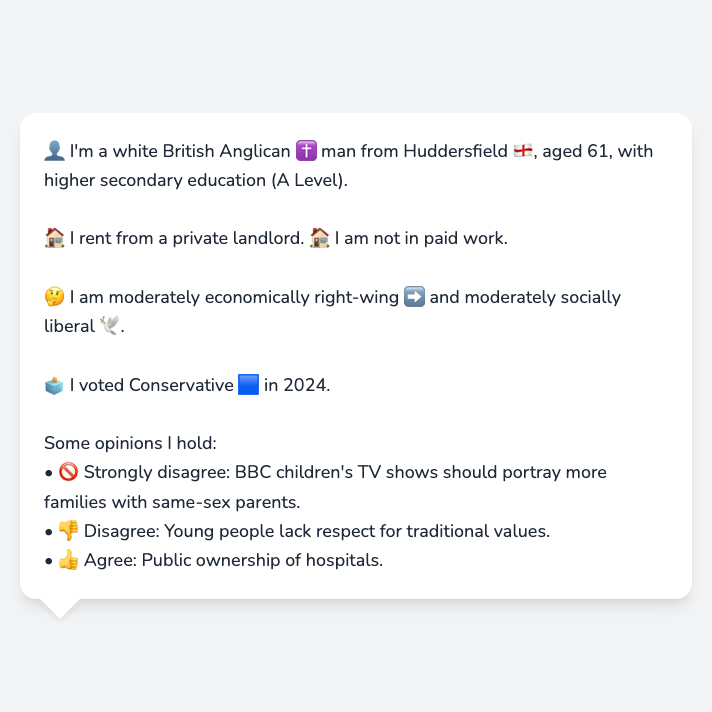 👤 I'm a white British Anglican ✝️ man from Huddersfield 🏴󠁧󠁢󠁥󠁮󠁧󠁿, aged 61, with
higher secondary education (A Level).
🏠 I rent from a private landlord. 🏠 I am not in paid work.
🤔 I am moderately economically right-wing ➡️ and moderately socially
liberal 🕊️.
🗳️ I voted Conservative 🟦 in 2024.
Some opinions I hold:
• 🚫 Strongly disagree: BBC children's TV shows should portray more
families with same-sex parents.
• 👎 Disagree: Young people lack respect for traditional values.
• 👍 Agree: Public ownership of hospitals.